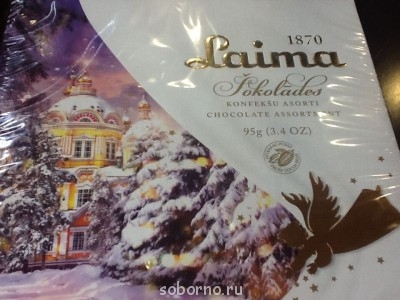 1870
Laima
Šokolādes
KONFEKŠU ASORTI
CHOCOLATE ASSORTMENT
95g (3.4 OZ)
soborno.ru